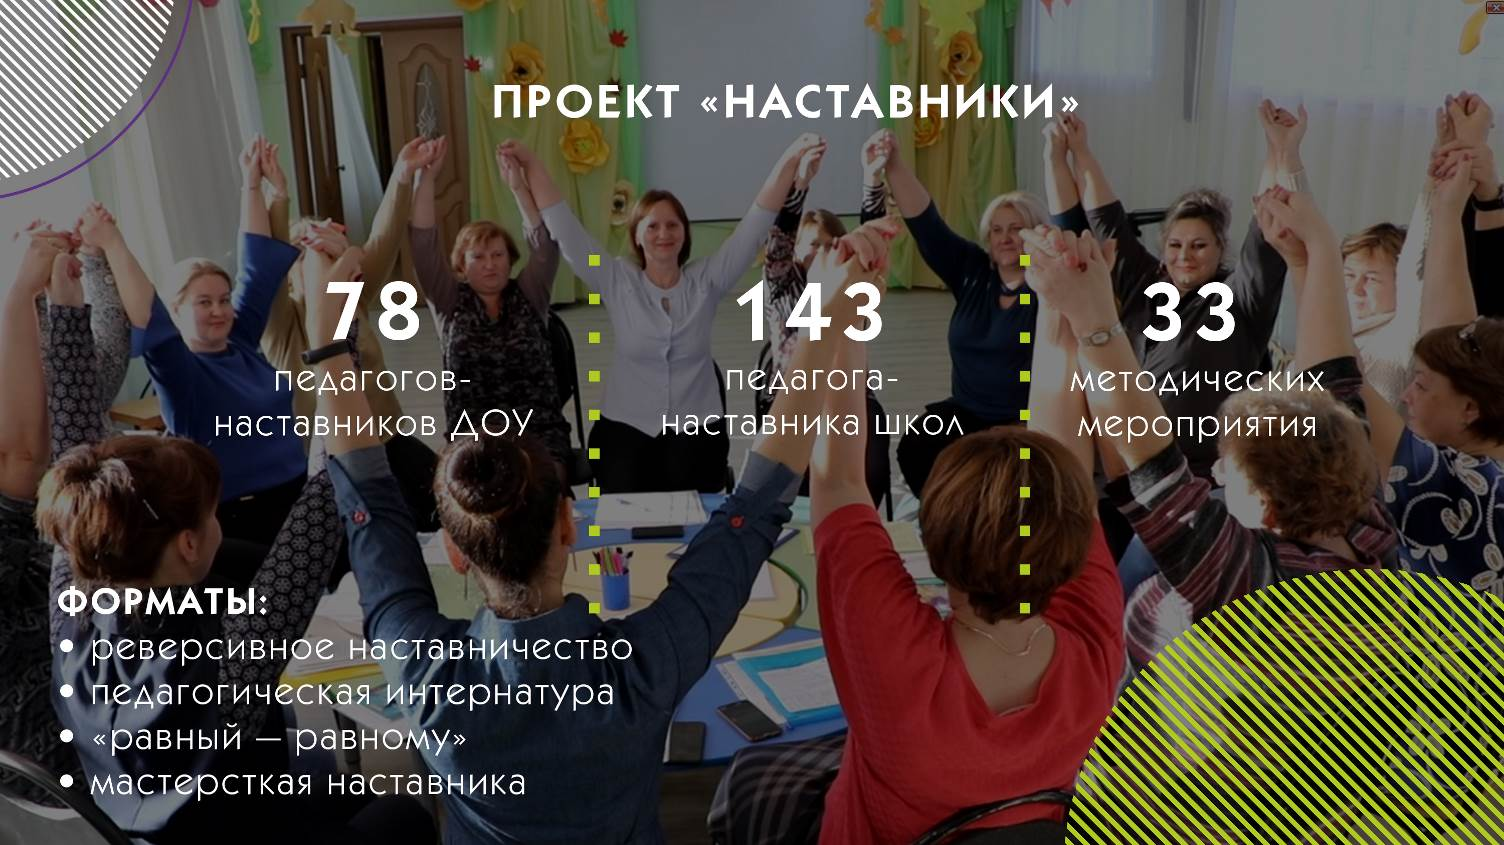 ПРОЕКТ «НАСТАВНИКИ»
78
педагогов-
наставников ДОУ
143
педагога-
наставника школ
33
методических
мероприятия
ФОРМАТЫ:
• реверсивное наставничество
• педагогическая интернатура
• «равный — равному»
• мастерсткая наставника